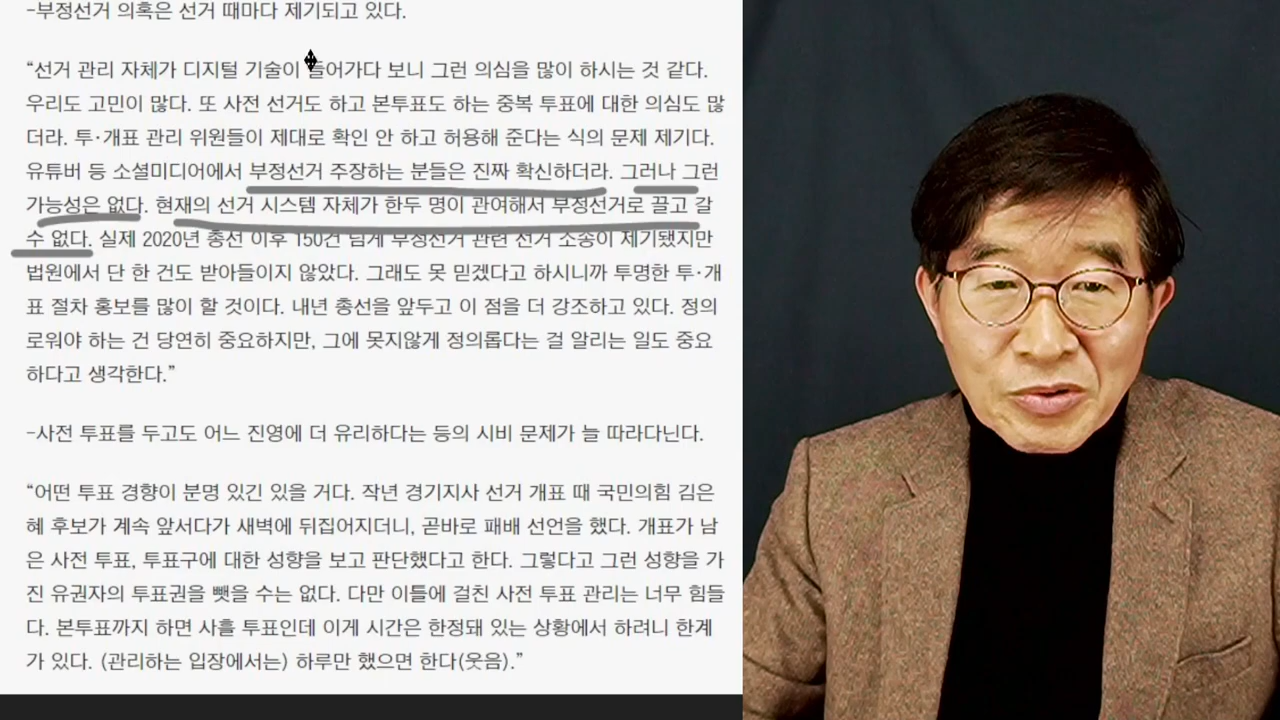 -부정선거 의혹은 선거 때마다 제기되고 있다.
“선거 관리 자체가 디지털 기술이 들어가다 보니 그런 의심을 많이 하시는 것 같다.
우리도 고민이 많다. 또 사전 선거도 하고 본투표도 하는 중복 투표에 대한 의심도 많
더라. 투·개표 관리 위원들이 제대로 확인 안 하고 허용해 준다는 식의 문제 제기다.
유튜버 등 소셜미디어에서 부정선거 주장하는 분들은 진짜 확신하더라. 그러나 그런
가능성은 없다. 현재의 선거 시스템 자체가 한두 명이 관여해서 부정선거로 끌고 갈
수 없다. 실제 2020년 총선 이후 150건 넘게 부정선거 관련 선거 소송이 제기됐지만
법원에서 단 한 건도 받아들이지 않았다. 그래도 못 믿겠다고 하시니까 투명한 투·개
표 절차 홍보를 많이 할 것이다. 내년 총선을 앞두고 이 점을 더 강조하고 있다. 정의
로워야 하는 건 당연히 중요하지만, 그에 못지않게 정의롭다는 걸 알리는 일도 중요
하다고 생각한다.”
-사전 투표를 두고도 어느 진영에 더 유리하다는 등의 시비 문제가 늘 따라다닌다.
“어떤 투표 경향이 분명 있긴 있을 거다. 작년 경기지사 선거 개표 때 국민의힘 김은
혜 후보가 계속 앞서다가 새벽에 뒤집어지더니, 곧바로 패배 선언을 했다. 개표가 남
은 사전 투표, 투표구에 대한 성향을 보고 판단했다고 한다. 그렇다고 그런 성향을 가
진 유권자의 투표권을 뺏을 수는 없다. 다만 이틀에 걸친 사전 투표 관리는 너무 힘들
다. 본투표까지 하면 사흘 투표인데 이게 시간은 한정돼 있는 상황에서 하려니 한계
가 있다. (관리하는 입장에서는) 하루만 했으면 한다(웃음).”